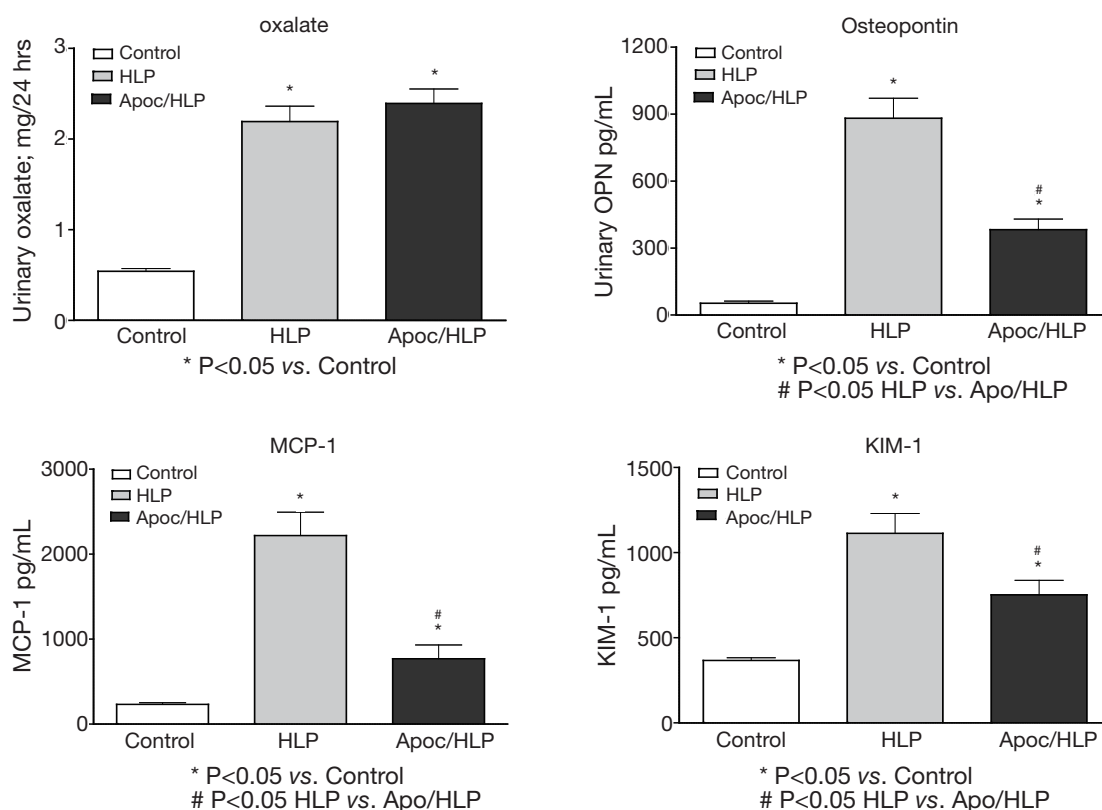 oxalate
Urinary oxalate; mg/24 hrs
3
2
1
0
Control
HLP
Apoc/HLP
*
*
Control
HLP
Apoc/HLP
* P<0.05 vs. Control
Osteopontin
Urinary OPN pg/mL
1200
900
600
300
0
Control
HLP
Apoc/HLP
*
#
*
Control
HLP
Apoc/HLP
* P<0.05 vs. Control
# P<0.05 HLP vs. Apo/HLP
MCP-1
MCP-1 pg/mL
3000
2000
1000
0
Control
HLP
Apoc/HLP
*
#
*
Control
HLP
Apoc/HLP
* P<0.05 vs. Control
# P<0.05 HLP vs. Apo/HLP
KIM-1
KIM-1 pg/mL
1500
1000
500
0
Control
HLP
Apoc/HLP
*
#
*
Control
HLP
Apoc/HLP
* P<0.05 vs. Control
# P<0.05 HLP vs. Apo/HLP